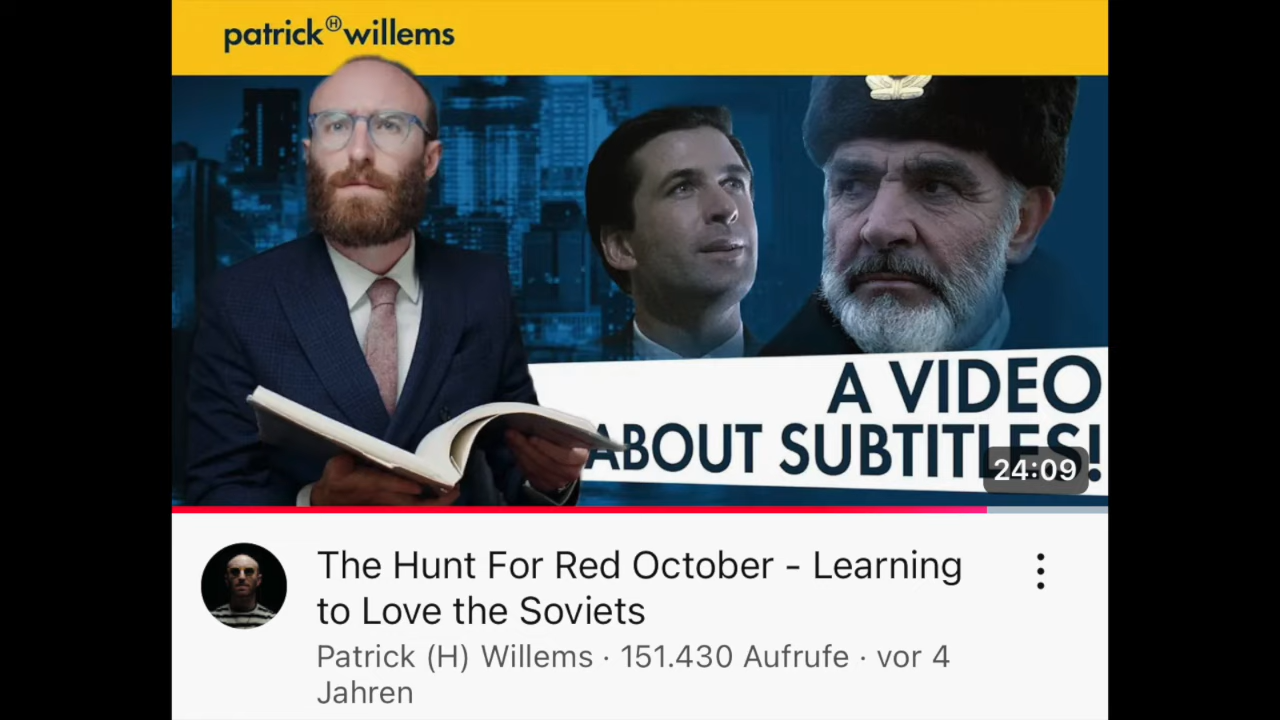 patrick Ⓗ willems
A VIDEO
ABOUT SUBTITLES!
24:09
The Hunt For Red October - Learning
to Love the Soviets
Patrick (H) Willems · 151.430 Aufrufe · vor 4
Jahren